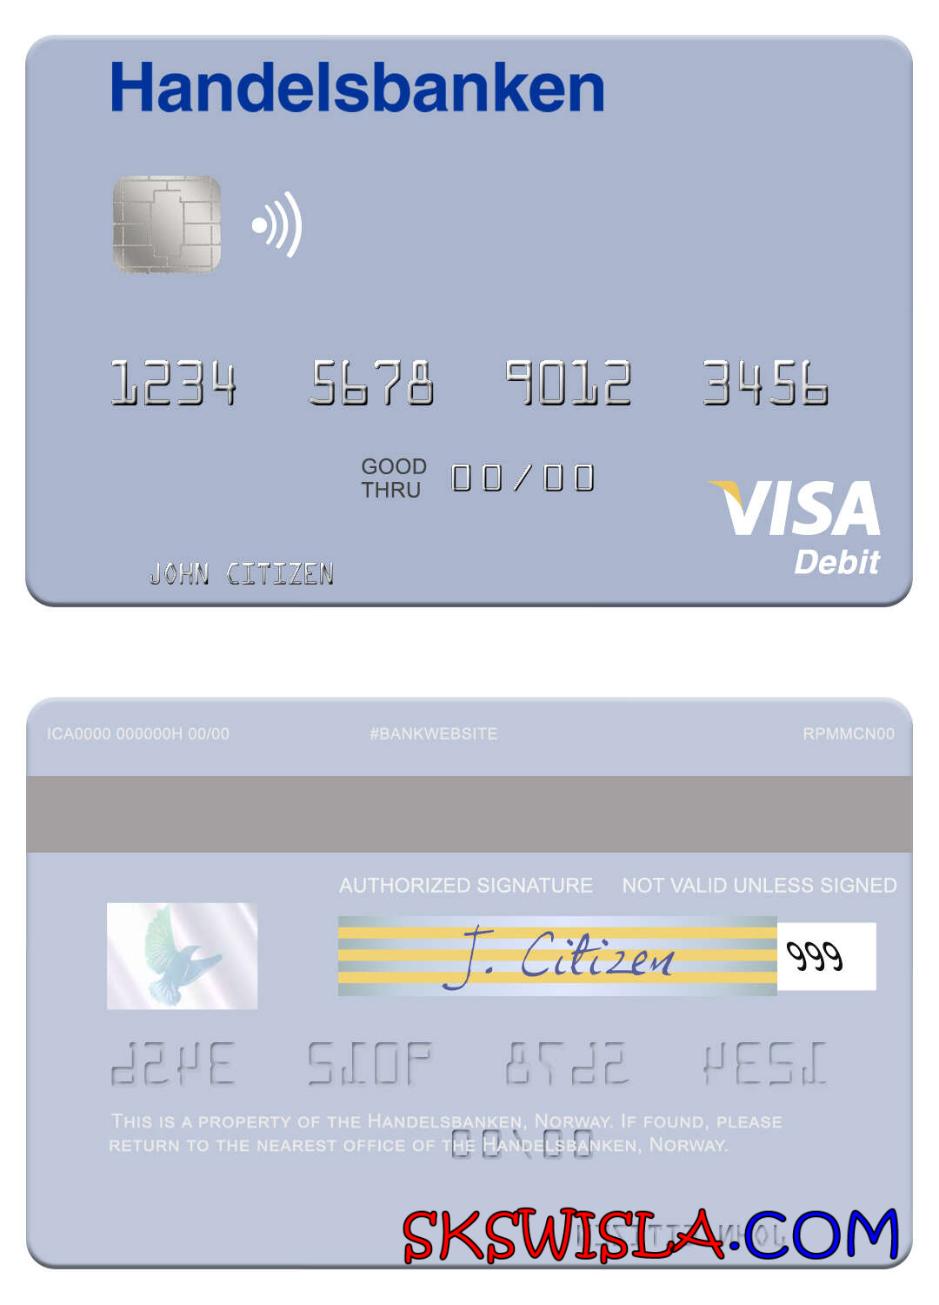 Handelsbanken
1234 5678 9012 3456
GOOD THRU 00/00
VISA
Debit
JOHN CITIZEN
ICA0000 000000H 00/00 #BANKWEBSITE RPMMCN00
AUTHORIZED SIGNATURE NOT VALID UNLESS SIGNED
J. Citizen 999
THIS IS A PROPERTY OF THE HANDELSBANKEN, NORWAY. IF FOUND, PLEASE
RETURN TO THE NEAREST OFFICE OF THE HANDELSBANKEN, NORWAY.
SKSWISLA.COM